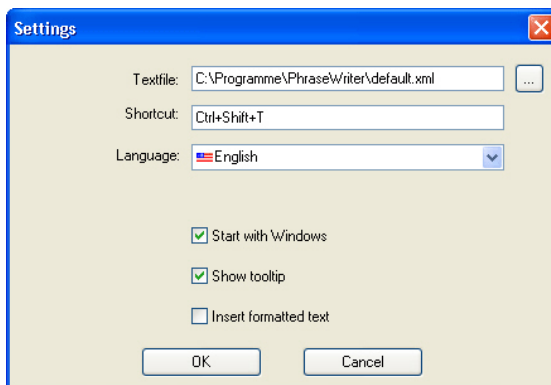 Settings
Textfile: C:\Programme\PhraseWriter\default.xml ...
Shortcut: Ctrl+Shift+T
Language: English
Start with Windows
Show tooltip
Insert formatted text
OK Cancel